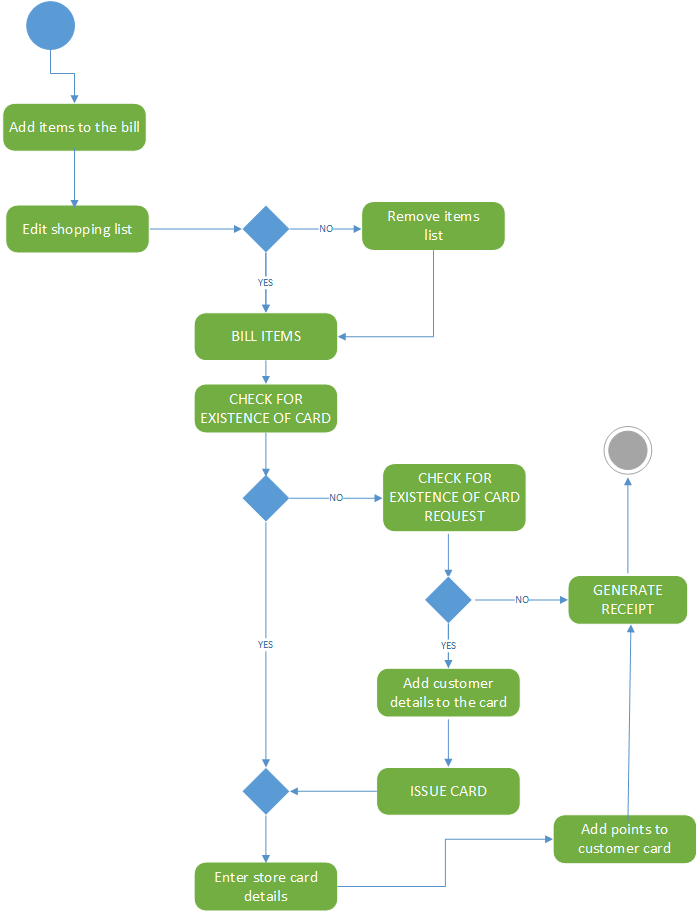 Add items to the bill
Edit shopping list
NO
Remove items
list
YES
BILL ITEMS
CHECK FOR
EXISTENCE OF CARD
NO
CHECK FOR
EXISTENCE OF CARD
REQUEST
NO
GENERATE
RECEIPT
YES
YES
Add customer
details to the card
ISSUE CARD
Add points to
customer card
Enter store card
details